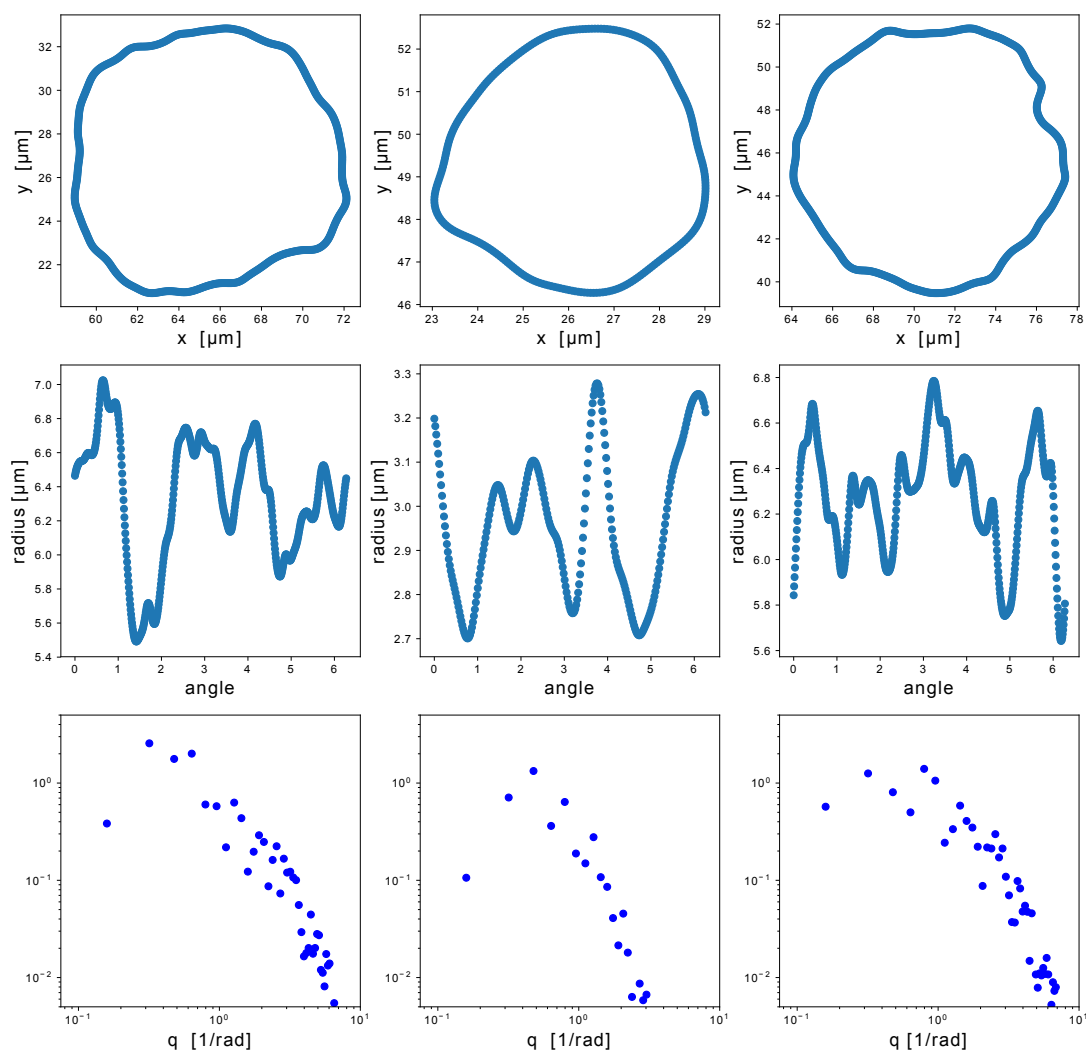 32
30
28
26
24
22
60 62 64 66 68 70 72
y [µm]
x [µm]
52
51
50
49
48
47
46
23 24 25 26 27 28 29
y [µm]
x [µm]
52
50
48
46
44
42
40
64 66 68 70 72 74 76 78
y [µm]
x [µm]
7.0
6.8
6.6
6.4
6.2
6.0
5.8
5.6
5.4
0 1 2 3 4 5 6
radius [µm]
angle
3.3
3.2
3.1
3.0
2.9
2.8
2.7
0 1 2 3 4 5 6
radius [µm]
angle
6.8
6.6
6.4
6.2
6.0
5.8
5.6
0 1 2 3 4 5 6
radius [µm]
angle
10⁰
10⁻¹
10⁻²
10⁻¹ 10⁰ 10¹
q [1/rad]
10⁰
10⁻¹
10⁻²
10⁻¹ 10⁰ 10¹
q [1/rad]
10⁰
10⁻¹
10⁻²
10⁻¹ 10⁰ 10¹
q [1/rad]